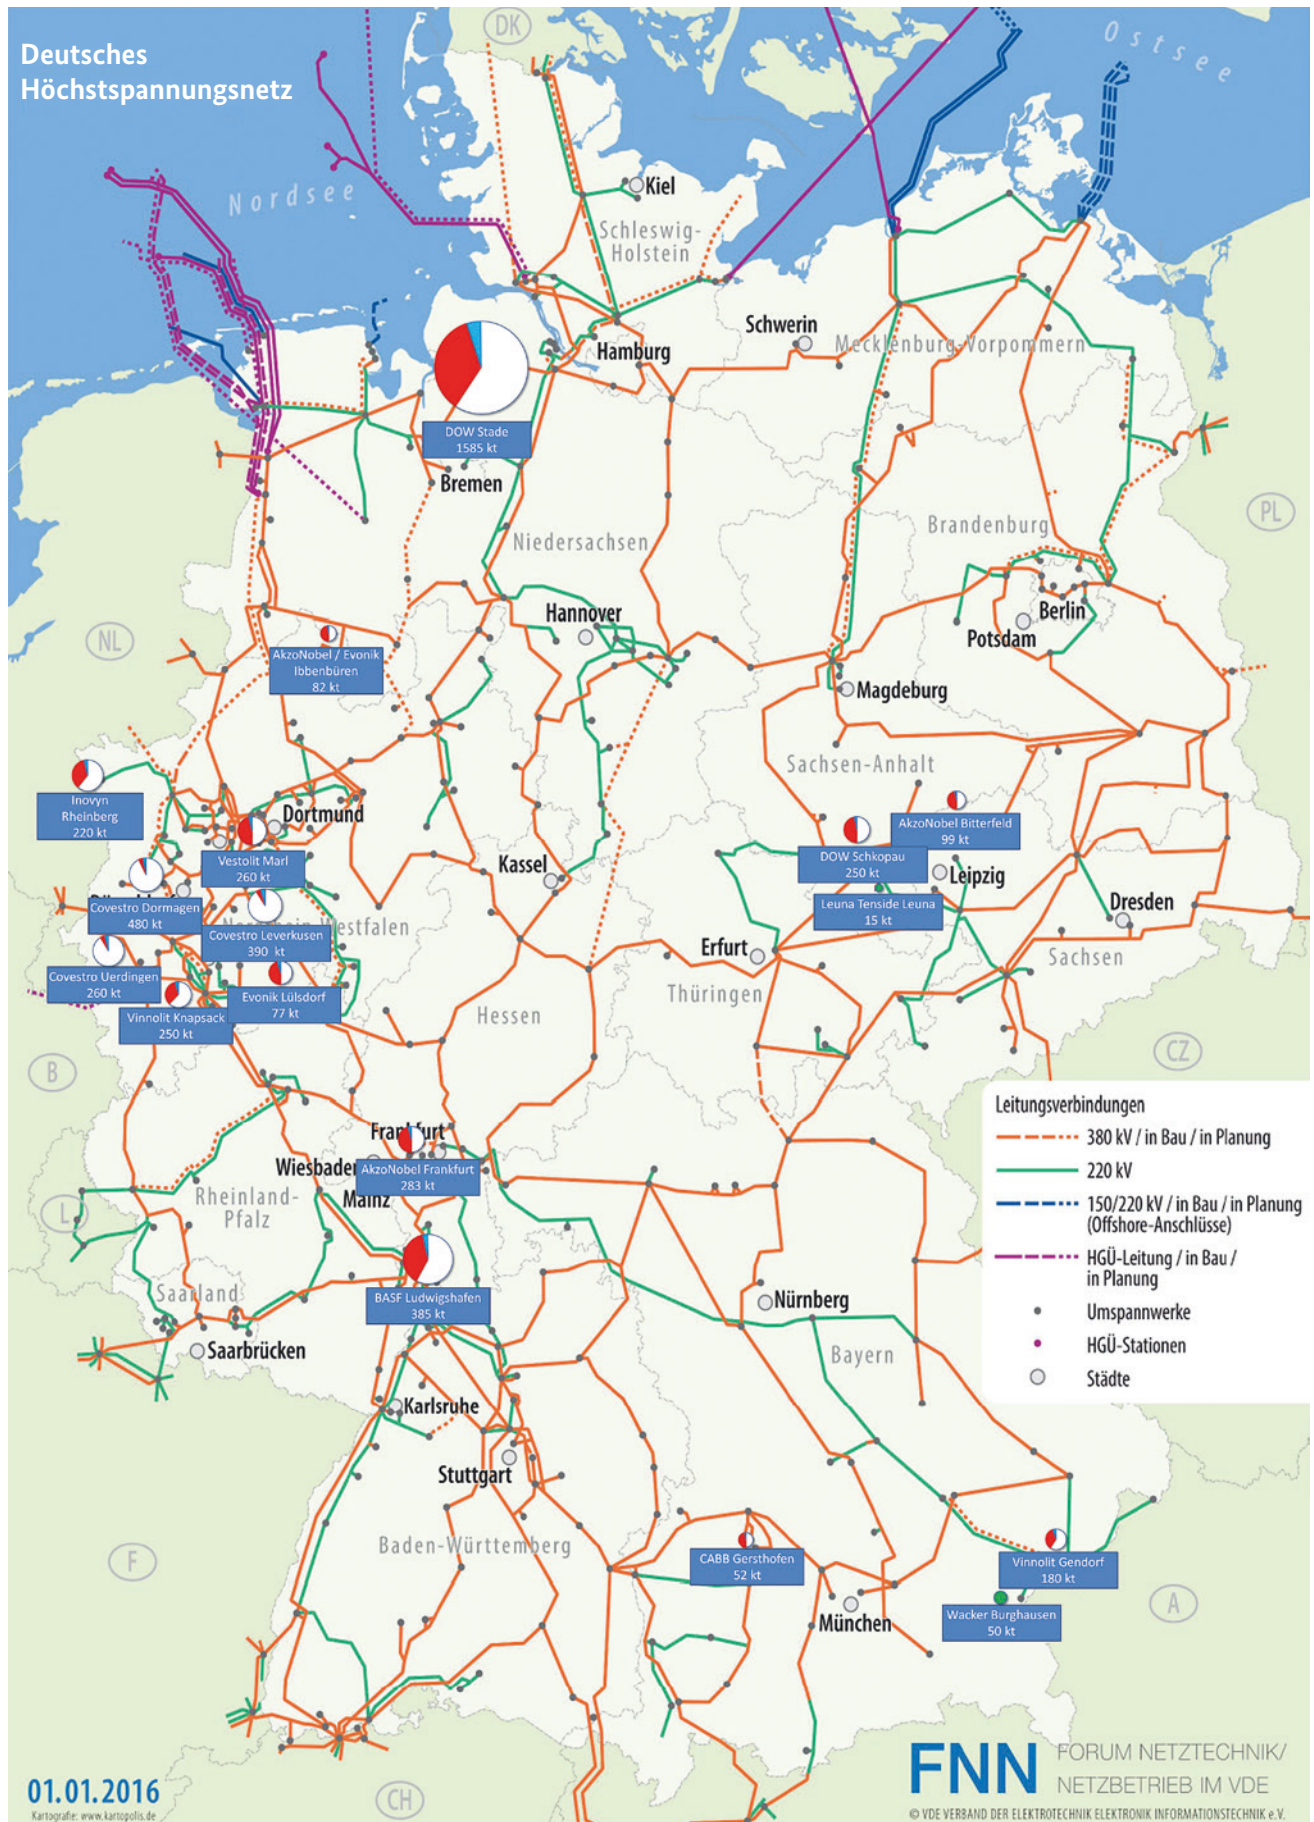 Deutsches
Höchstspannungsnetz
DK
Ostsee
Nordsee
Kiel
Schleswig-
Holstein
Schwerin
Mecklenburg-Vorpommern
Hamburg
DOW Stade
1585 kt
Bremen
PL
Brandenburg
Niedersachsen
Hannover
Berlin
Potsdam
NL
AkzoNobel / Evonik
Ibbenbüren
82 kt
Magdeburg
Sachsen-Anhalt
Inovyn
Rheinberg
220 kt
Dortmund
AkzoNobel Bitterfeld
99 kt
Vestolit Marl
260 kt
DOW Schkopau
250 kt
Kassel
Leipzig
Leuna Tenside Leuna
15 kt
Dresden
Covestro Dormagen
480 kt
Westfalen
Covestro Leverkusen
390 kt
Erfurt
Sachsen
Covestro Uerdingen
260 kt
Thüringen
Evonik Lülsdorf
77 kt
Vinnolit Knapsack
250 kt
Hessen
B
CZ
Leitungsverbindungen
380 kV / in Bau / in Planung
220 kV
150/220 kV / in Bau / in Planung
(Offshore-Anschlüsse)
HGÜ-Leitung / in Bau /
in Planung
Umspannwerke
HGÜ-Stationen
Städte
Frankfurt
Wiesbaden
AkzoNobel Frankfurt
283 kt
Mainz
Rheinland-
Pfalz
L
BASF Ludwigshafen
385 kt
Saarland
Saarbrücken
Nürnberg
Bayern
Karlsruhe
Stuttgart
Baden-Württemberg
F
CABB Gersthofen
52 kt
Vinnolit Gendorf
180 kt
Wacker Burghausen
50 kt
München
A
CH
01.01.2016
Kartografie: www.kartopolis.de
FNN FORUM NETZTECHNIK/
NETZBETRIEB IM VDE
© VDE VERBAND DER ELEKTROTECHNIK ELEKTRONIK INFORMATIONSTECHNIK e.V.